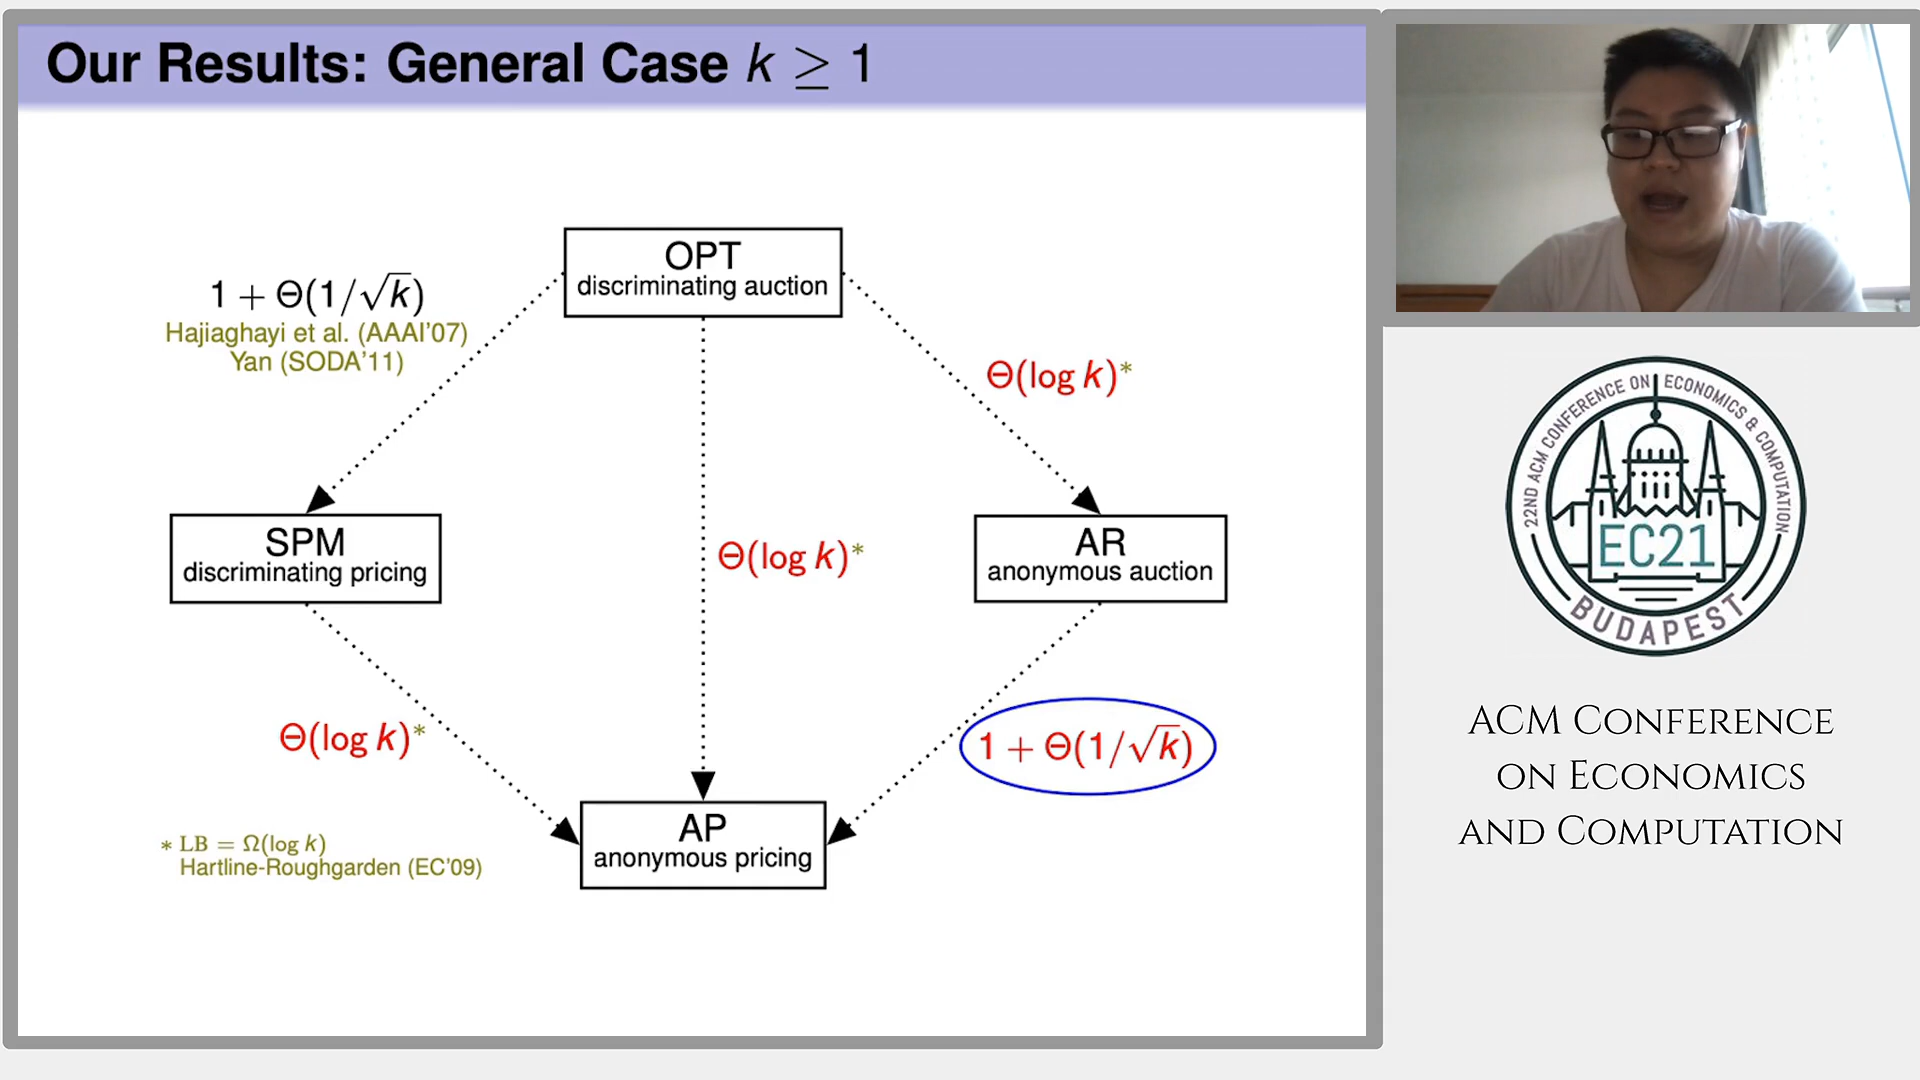 Our Results: General Case k ≥ 1
OPT
discriminating auction
1 + Θ(1/√k)
Hajiaghayi et al. (AAAI'07)
Yan (SODA'11)
Θ(log k)*
SPM
discriminating pricing
Θ(log k)*
AR
anonymous auction
Θ(log k)*
1 + Θ(1/√k)
AP
anonymous pricing
* LB = Ω(log k)
Hartline-Roughgarden (EC'09)
22ND ACM CONFERENCE ON ECONOMICS & COMPUTATION
EC21
BUDAPEST
ACM Conference
on Economics
and Computation